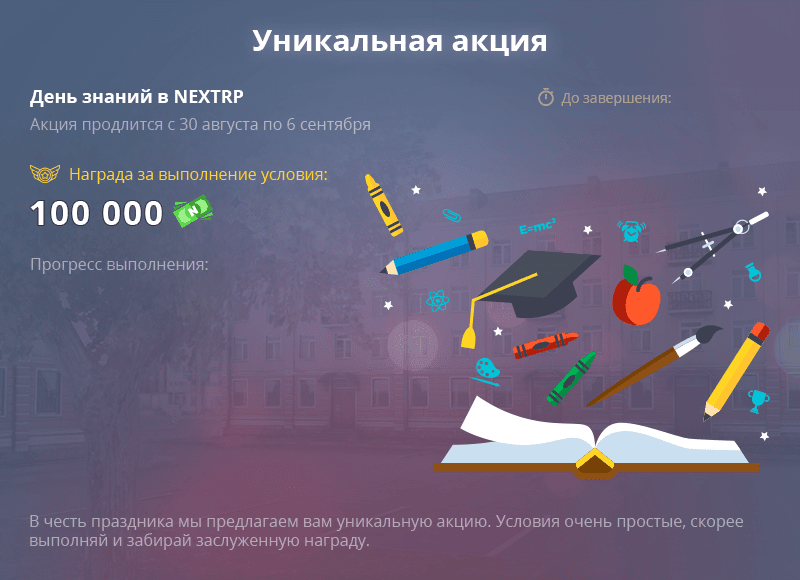 Уникальная акция
День знаний в NEXTRP
До завершения:
Акция продлится с 30 августа по 6 сентября
Награда за выполнение условия:
100 000
N
Прогресс выполнения:
E=mc²
В честь праздника мы предлагаем вам уникальную акцию. Условия очень простые, скорее
выполняй и забирай заслуженную награду.